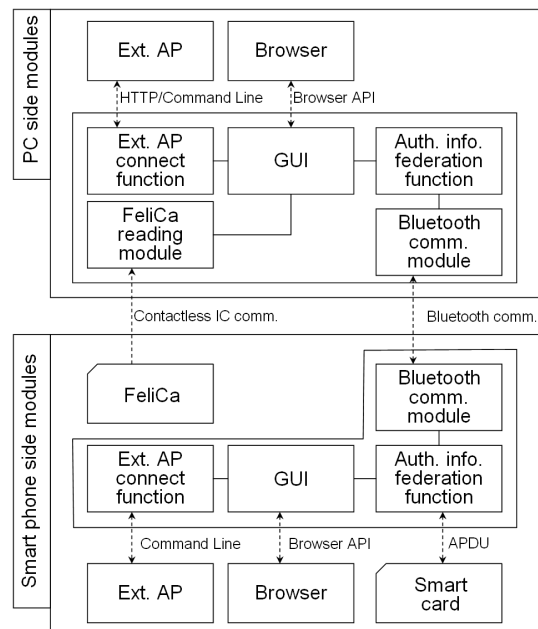 PC side modules
Ext. AP
Browser
HTTP/Command Line
Browser API
Ext. AP
connect
function
GUI
Auth. info.
federation
function
FeliCa
reading
module
Bluetooth
comm.
module
Contactless IC comm.
Bluetooth comm.
Smart phone side modules
FeliCa
Bluetooth
comm.
module
Ext. AP
connect
function
GUI
Auth. info.
federation
function
Command Line
Browser API
APDU
Ext. AP
Browser
Smart
card